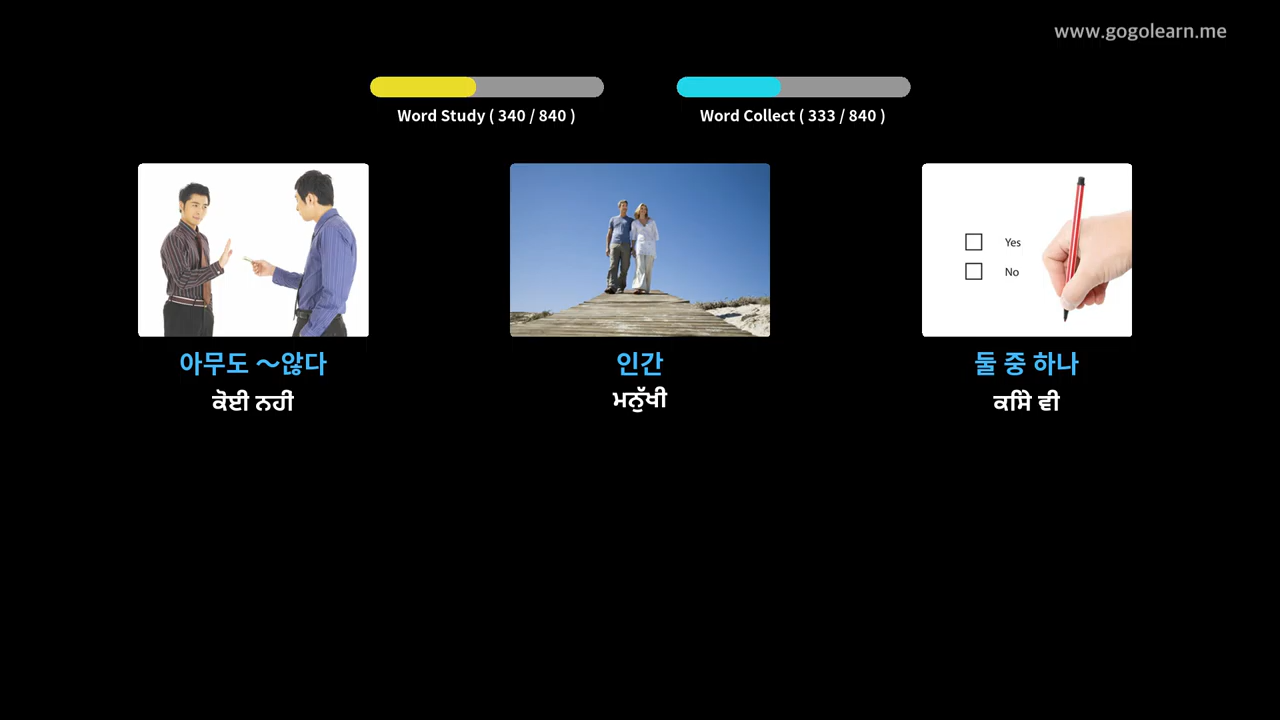 www.gogolearn.me
Word Study ( 340 / 840 )
Word Collect ( 333 / 840 )
Yes
No
아무도 ～않다
인간
둘 중 하나
ਕੋਈ ਨਹੀ
ਮਨੁੱਖੀ
ਕਸਿੇ ਵੀ